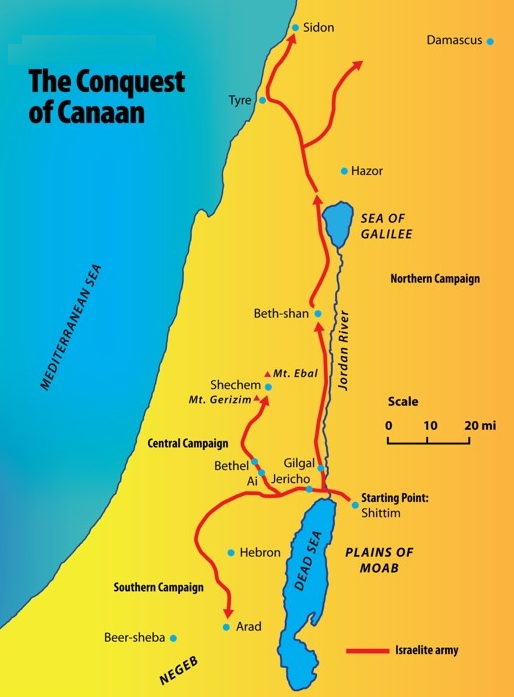 The Conquest
of Canaan
Sidon
Damascus
Tyre
Hazor
SEA OF
GALILEE
MEDITERRANEAN SEA
Northern Campaign
Beth-shan
Jordan River
Mt. Ebal
Shechem
Mt. Gerizim
Scale
0 10 20 mi
Central Campaign
Bethel
Gilgal
Ai
Jericho
Starting Point:
Shittim
Hebron
DEAD SEA
PLAINS OF
MOAB
Southern Campaign
Arad
Beer-sheba
NEGEB
Israelite army